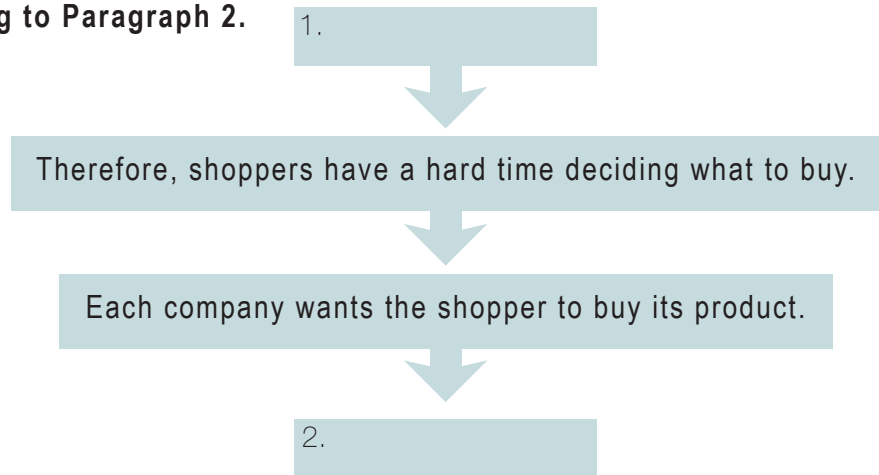 g to Paragraph 2.
1.
Therefore, shoppers have a hard time deciding what to buy.
Each company wants the shopper to buy its product.
2.